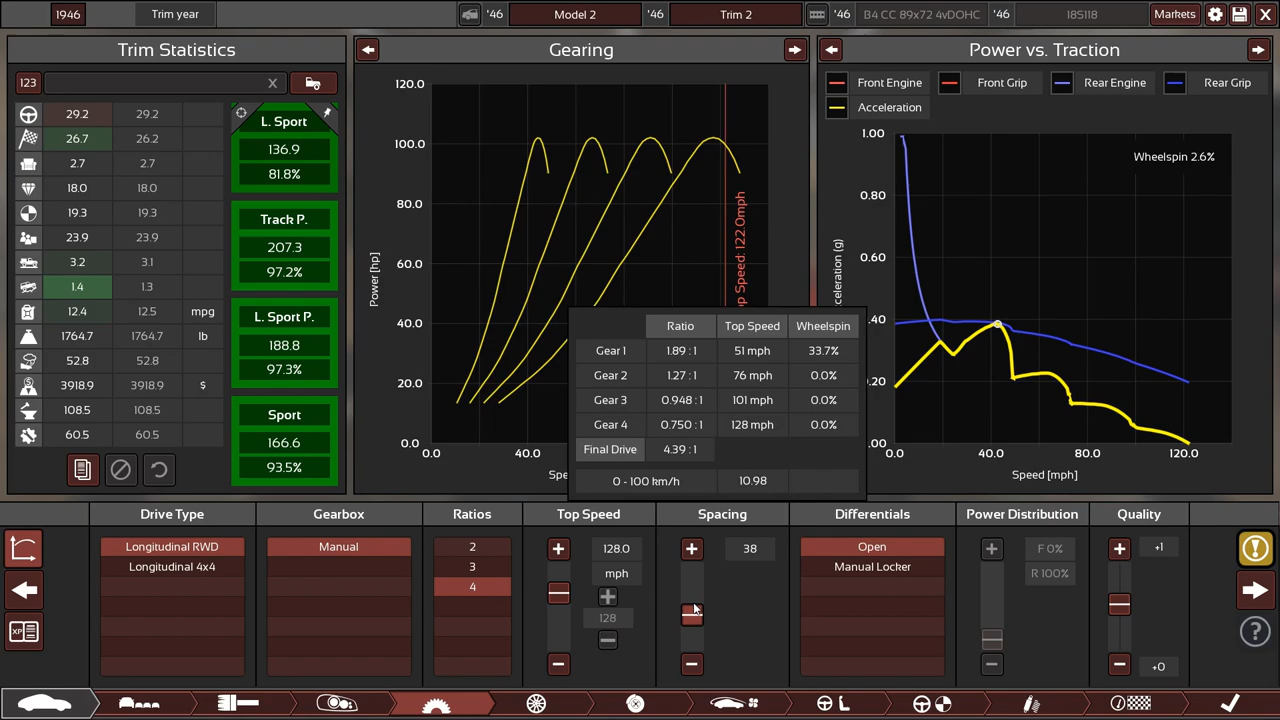 1946
Trim year
'46
Model 2
'46
Trim 2
'46
B4 CC 89x72 4vDOHC
'46
18S118
Markets
Trim Statistics
123
X
29.2 29.2
26.7 26.2
2.7 2.7
18.0 18.0
19.3 19.3
23.9 23.9
3.2 3.1
1.4 1.3
12.4 12.5 mpg
1764.7 1764.7 lb
52.8 52.8
3918.9 3918.9 $
108.5 108.5
60.5 60.5
L. Sport
136.9
81.8%
Track P.
207.3
97.2%
L. Sport P.
188.8
97.3%
Sport
166.6
93.5%
Gearing
120.0
100.0
80.0
60.0
40.0
20.0
0.0
Power [hp]
0.0 40.0
op Speed: 122.0mph
Ratio Top Speed Wheelspin
Gear 1 1.89 : 1 51 mph 33.7%
Gear 2 1.27 : 1 76 mph 0.0%
Gear 3 0.948 : 1 101 mph 0.0%
Gear 4 0.750 : 1 128 mph 0.0%
Final Drive 4.39 : 1
0 - 100 km/h 10.98
Power vs. Traction
Front Engine Front Grip Rear Engine Rear Grip
Acceleration
Wheelspin 2.6%
1.00
0.80
0.60
.40
.20
.00
cceleration [g]
0.0 40.0 80.0 120.0
Speed [mph]
Drive Type
Longitudinal RWD
Longitudinal 4x4
Gearbox
Manual
Ratios
2
3
4
Top Speed
128.0
mph
128
Spacing
38
Differentials
Open
Manual Locker
Power Distribution
F 0%
R 100%
Quality
+1
+0
XP
?